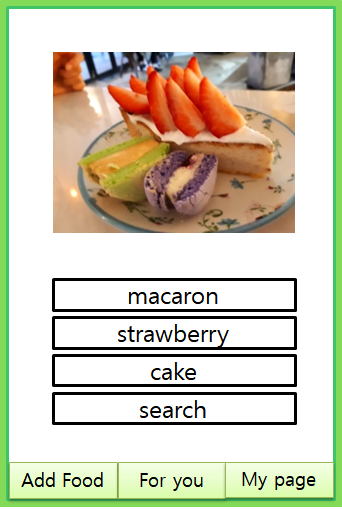 macaron
strawberry
cake
search
Add Food For you My page